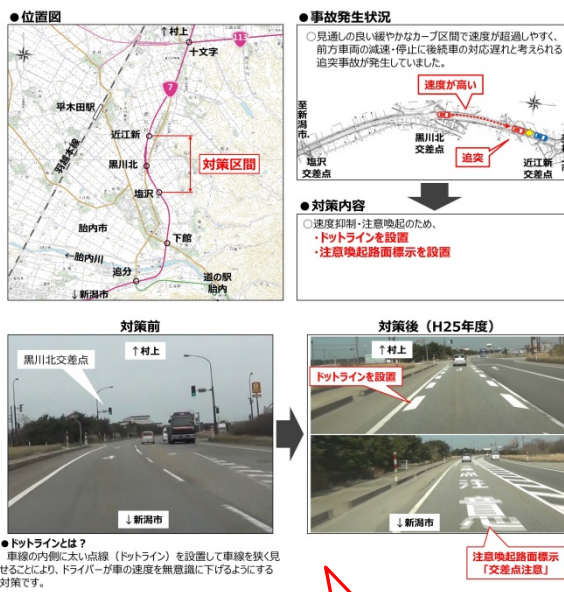 ●位置図
↑村上
113
十文字
7
平木田駅
近江新
羽越本線
黒川北
対策区間
塩沢
胎内市
下館
←胎内川
追分
道の駅
胎内
↓新潟市
●事故発生状況
○見通しの良い緩やかなカーブ区間で速度が超過しやすく、
前方車両の減速・停止に後続車の対応遅れと考えられる
追突事故が発生していました。
速度が高い
至新潟市
黒川北
交差点
追突
塩沢
交差点
近江新
交差点
●対策内容
○速度抑制・注意喚起のため、
・ドットラインを設置
・注意喚起路面標示を設置
対策前
↑村上
黒川北交差点
↓新潟市
対策後（H25年度）
↑村上
ドットラインを設置
↓新潟市
注意喚起路面標示
「交差点注意」
●ドットラインとは？
車線の内側に太い点線（ドットライン）を設置して車線を狭く見
せることにより、ドライバーが車の速度を無意識に下げるようにする
対策です。